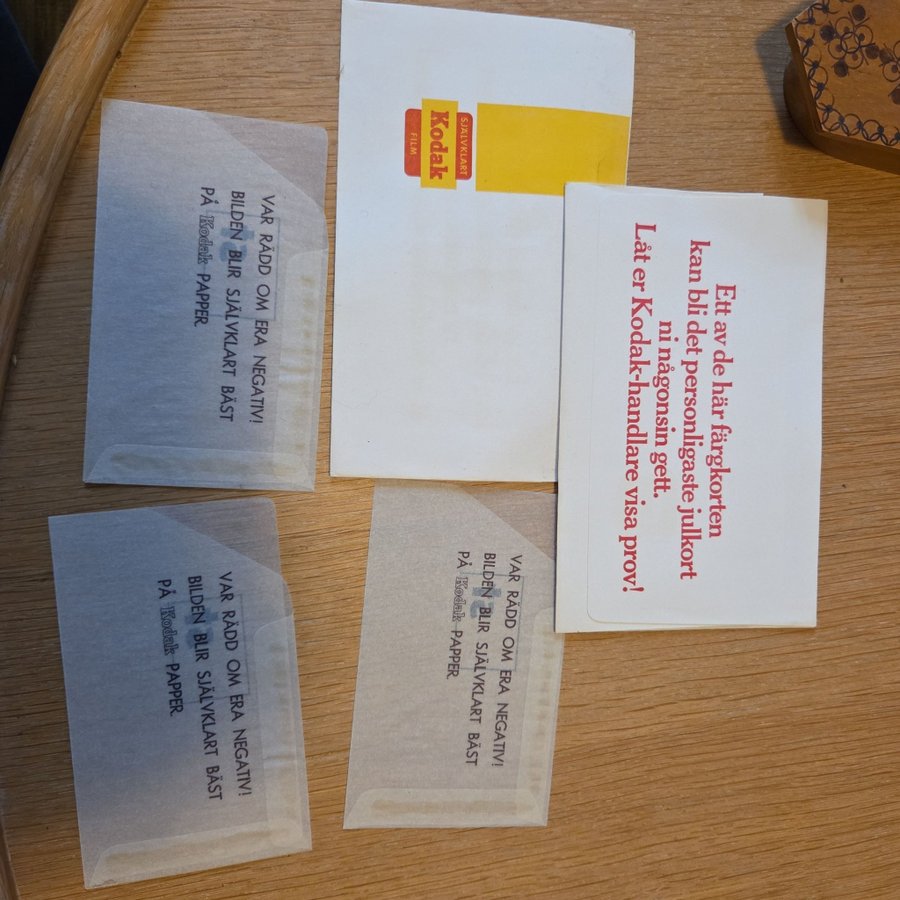 SJÄLVKLART
Kodak
FILM
Ett av de här färgkorten
kan bli det personligaste julkort
ni någonsin gett.
Låt er Kodak-handlare visa prov!
VAR RÄDD OM ERA NEGATIV!
BILDEN BLIR SJÄLVKLART BÄST
PÅ Kodak PAPPER.
VAR RÄDD OM ERA NEGATIV!
BILDEN BLIR SJÄLVKLART BÄST
PÅ Kodak PAPPER.
VAR RÄDD OM ERA NEGATIV!
BILDEN BLIR SJÄLVKLART BÄST
PÅ Kodak PAPPER.